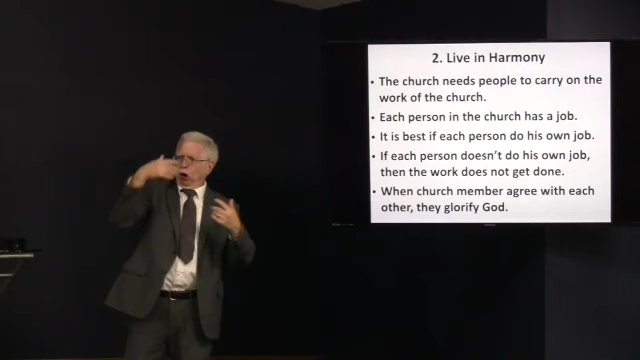 2. Live in Harmony
• The church needs people to carry on the
work of the church.
• Each person in the church has a job.
• It is best if each person do his own job.
• If each person doesn't do his own job,
then the work does not get done.
• When church member agree with each
other, they glorify God.